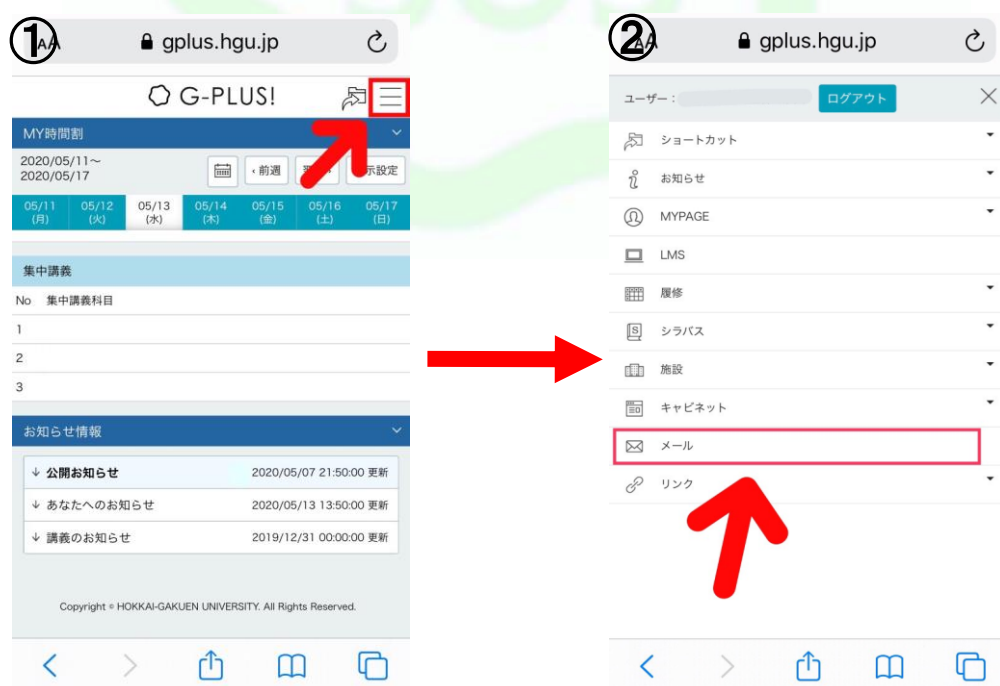 ①
AA gplus.hgu.jp
G-PLUS!
MY時間割
2020/05/11～
2020/05/17
‹前週
示設定
05/11 05/12 05/13 05/14 05/15 05/16 05/17
(月) (火) (水) (木) (金) (土) (日)
集中講義
No 集中講義科目
1
2
3
お知らせ情報
↓ 公開お知らせ 2020/05/07 21:50:00 更新
↓ あなたへのお知らせ 2020/05/13 13:50:00 更新
↓ 講義のお知らせ 2019/12/31 00:00:00 更新
Copyright © HOKKAI-GAKUEN UNIVERSITY. All Rights Reserved.
②
gplus.hgu.jp
ユーザー： ログアウト
ショートカット
お知らせ
MYPAGE
LMS
履修
シラバス
施設
キャビネット
メール
リンク